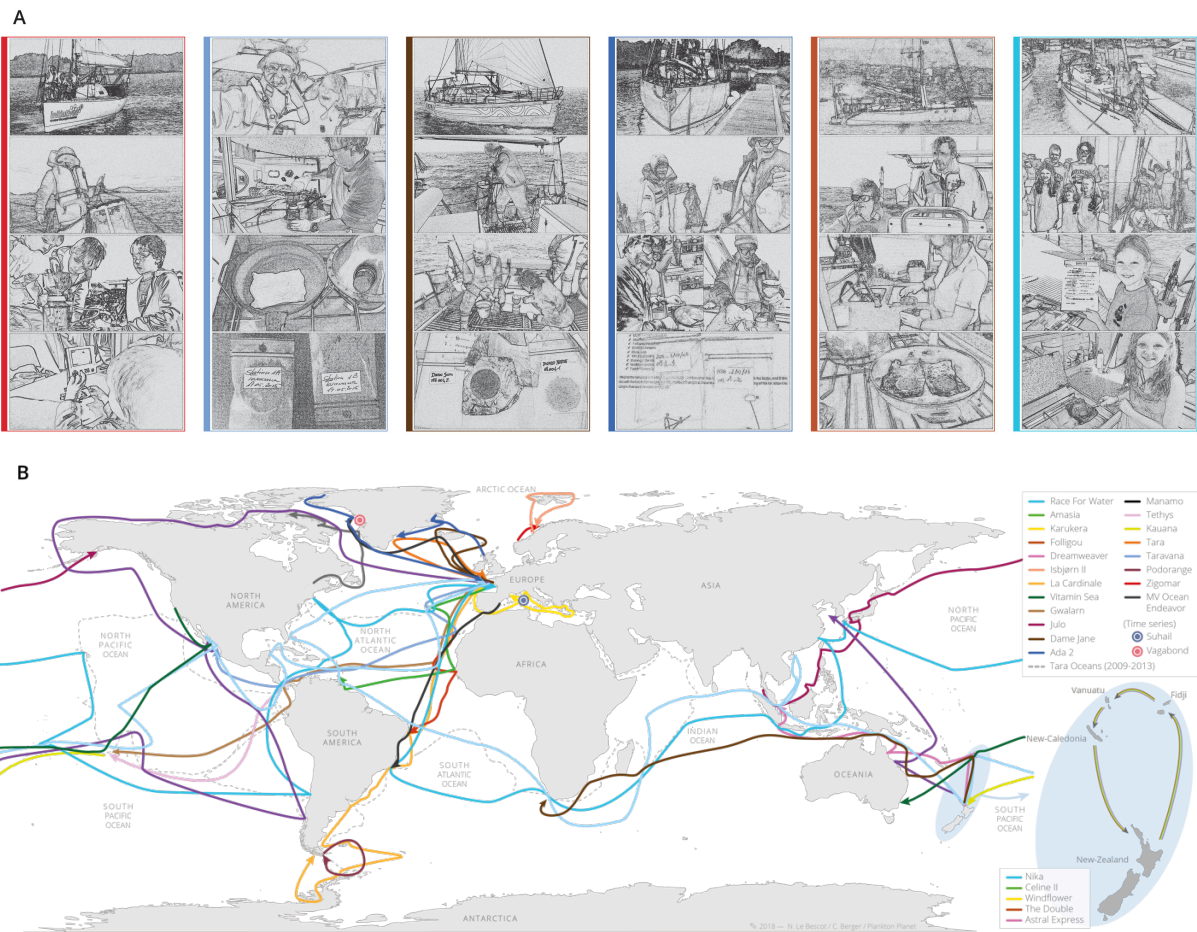 A
B
ARCTIC OCEAN
EUROPE
ASIA
NORTH
AMERICA
NORTH
PACIFIC
OCEAN
NORTH
ATLANTIC
OCEAN
AFRICA
NORTH
PACIFIC
OCEAN
SOUTH
AMERICA
SOUTH
ATLANTIC
OCEAN
INDIAN
OCEAN
OCEANIA
SOUTH
PACIFIC
OCEAN
SOUTH
PACIFIC
OCEAN
ANTARCTICA
© 2018 — N. Le Bescot / C. Berger / Plankton Planet
Race For Water
Amasia
Karukera
Folligou
Dreamweaver
Isbjørn II
La Cardinale
Vitamin Sea
Gwalarn
Julo
Dame Jane
Ada 2
Tara Oceans (2009-2013)
Manamo
Tethys
Kauana
Tara
Taravana
Podorange
Zigomar
MV Ocean
Endeavor
(Time series)
Suhail
Vagabond
Vanuatu
Fidji
New-Caledonia
New-Zealand
Nika
Celine II
Windflower
The Double
Astral Express